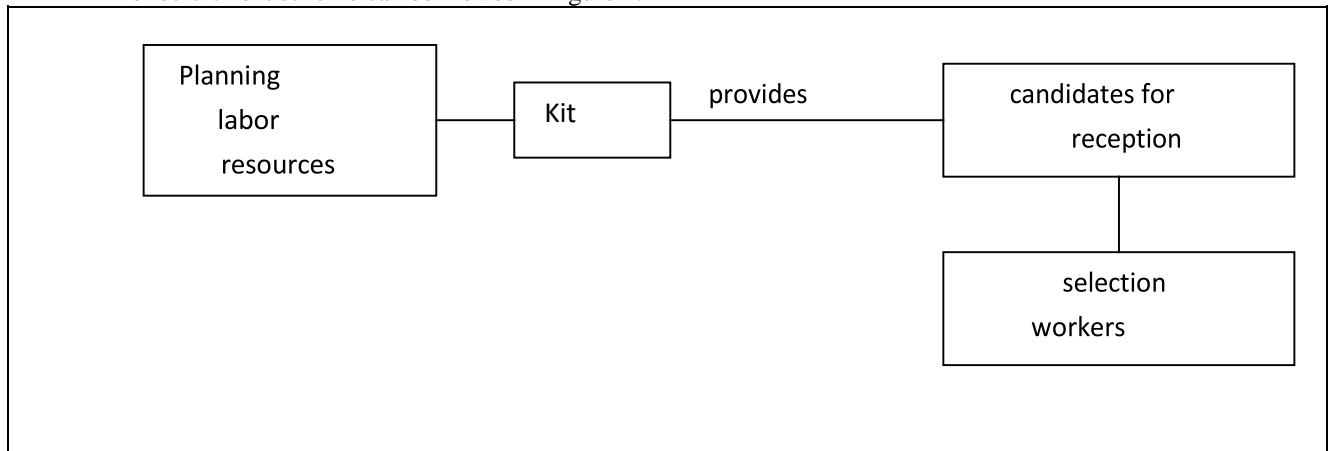 Planning
labor
resources
Kit
provides
candidates for
reception
selection
workers